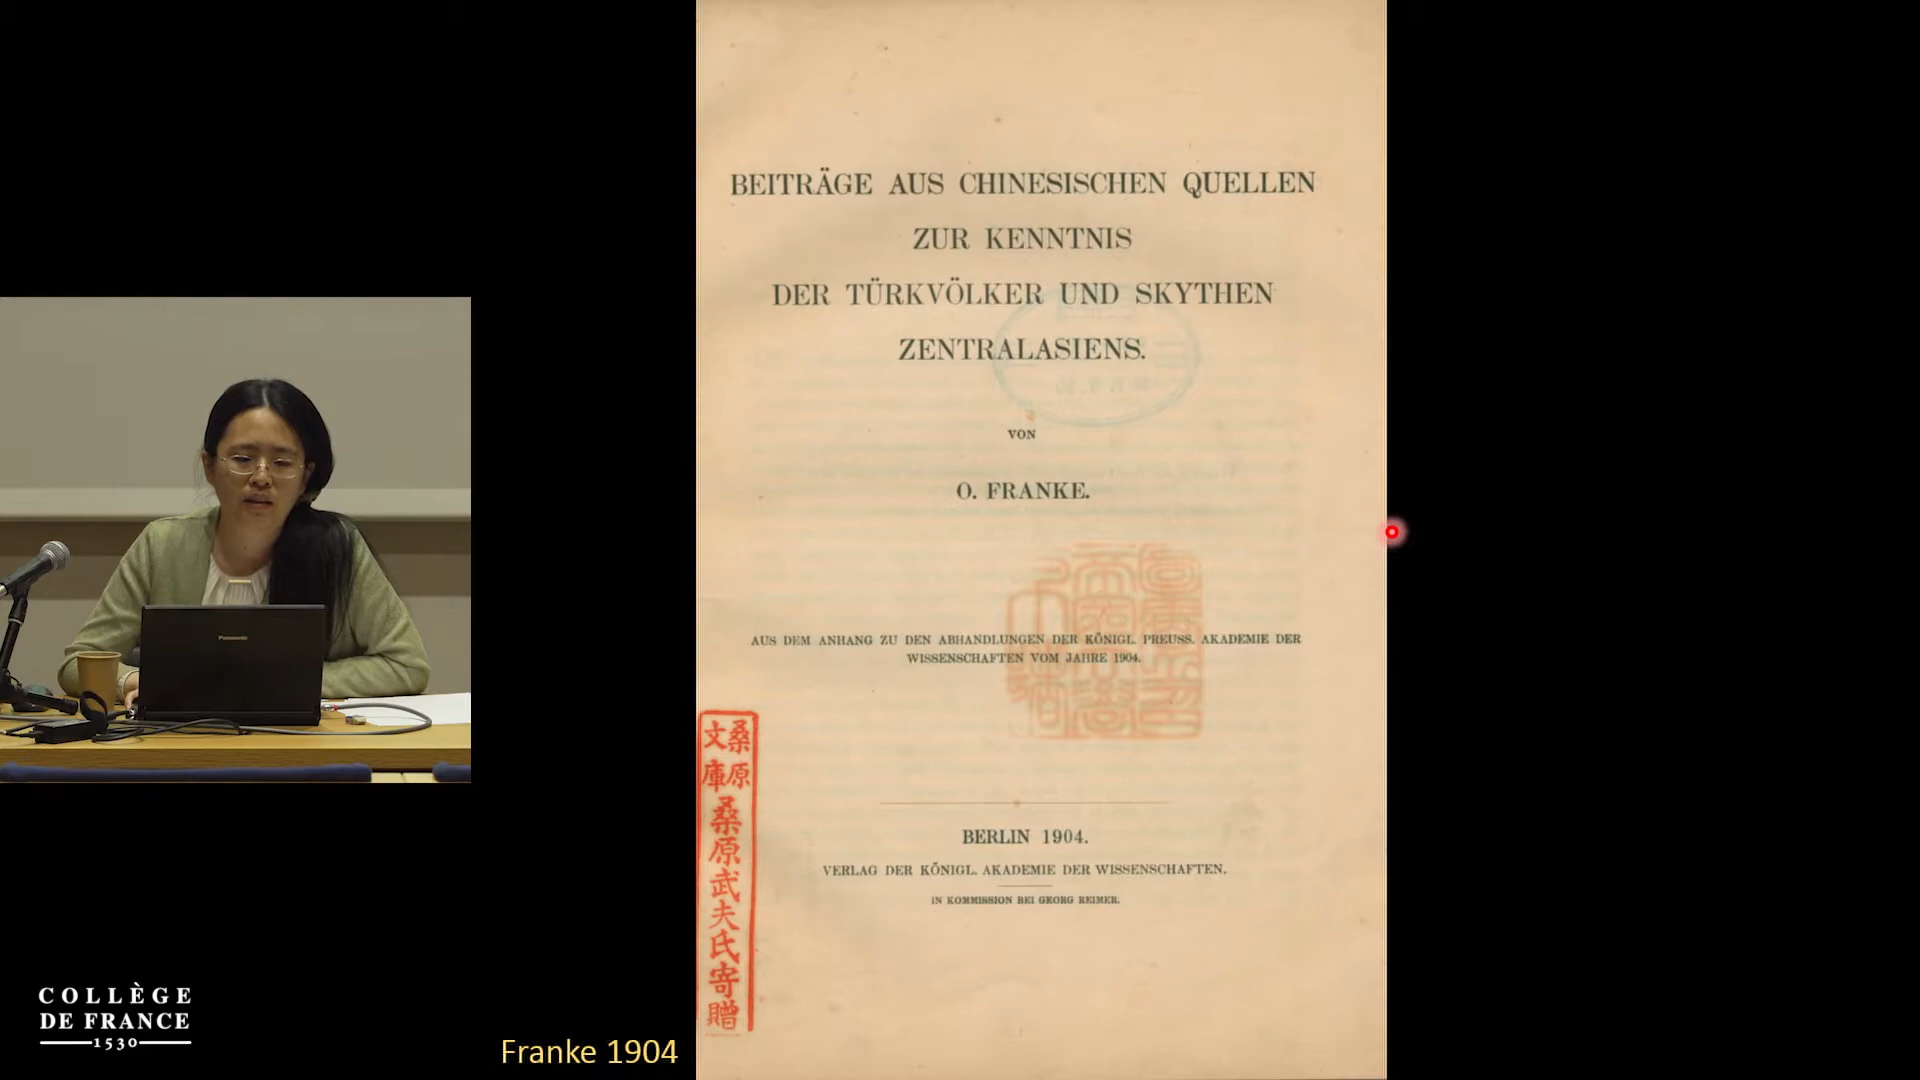 BEITRÄGE AUS CHINESISCHEN QUELLEN
ZUR KENNTNIS
DER TÜRKVÖLKER UND SKYTHEN
ZENTRALASIENS.
VON
O. FRANKE.
AUS DEM ANHANG ZU DEN ABHANDLUNGEN DER KÖNIGL. PREUSS. AKADEMIE DER
WISSENSCHAFTEN VOM JAHRE 1904.
桑原
文庫
桑原武夫氏寄贈
BERLIN 1904.
VERLAG DER KÖNIGL. AKADEMIE DER WISSENSCHAFTEN.
IN KOMMISSION BEI GEORG REIMER.
Panasonic
COLLÈGE
DE FRANCE
1530
Franke 1904